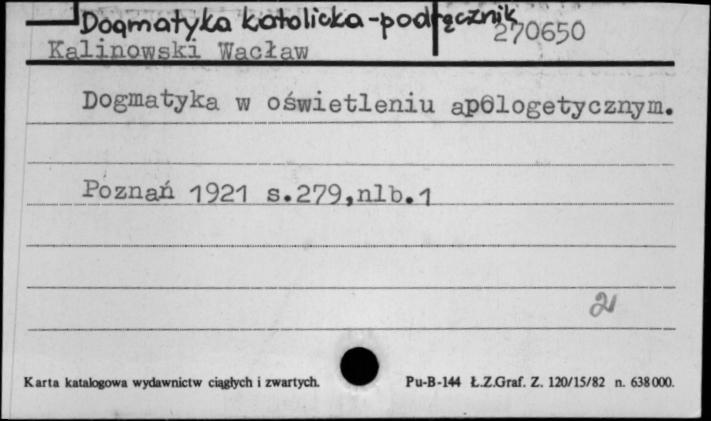 Dogmatyka katolicka - podręcznik
270650
Kalinowski Wacław
Dogmatyka w oświetleniu apologetycznym.
Poznań 1921 s.279,nlb.1
Karta katalogowa wydawnictw ciągłych i zwartych. Pu-B-144 Ł.Z.Graf. Z. 120/15/82 n. 638000.